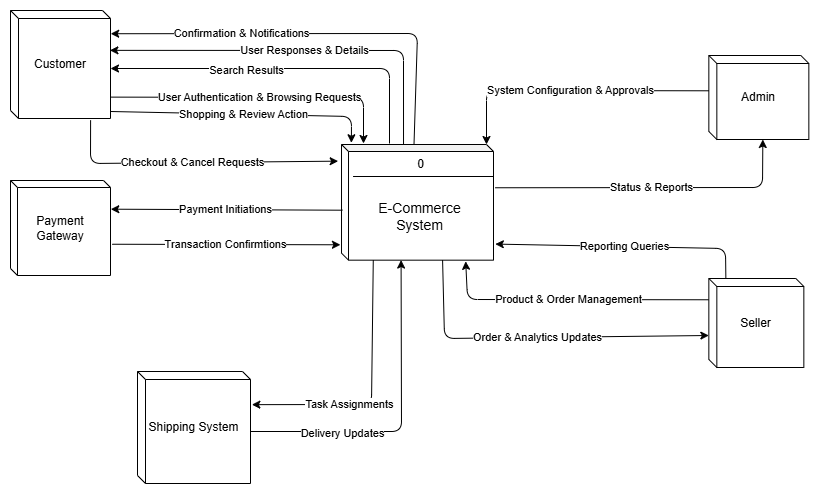 Confirmation & Notifications
User Responses & Details
Customer
Search Results
User Authentication & Browsing Requests
Shopping & Review Action
Checkout & Cancel Requests
System Configuration & Approvals
Admin
0
E-Commerce
System
Status & Reports
Payment
Gateway
Payment Initiations
Transaction Confirmtions
Reporting Queries
Product & Order Management
Seller
Order & Analytics Updates
Task Assignments
Shipping System
Delivery Updates